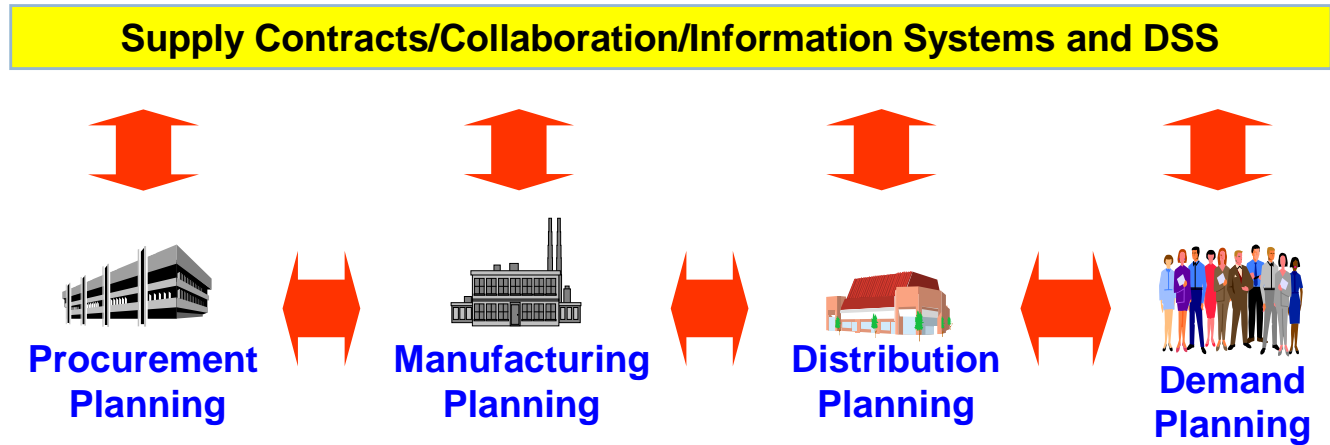 Supply Contracts/Collaboration/Information Systems and DSS
Procurement
Planning
Manufacturing
Planning
Distribution
Planning
Demand
Planning